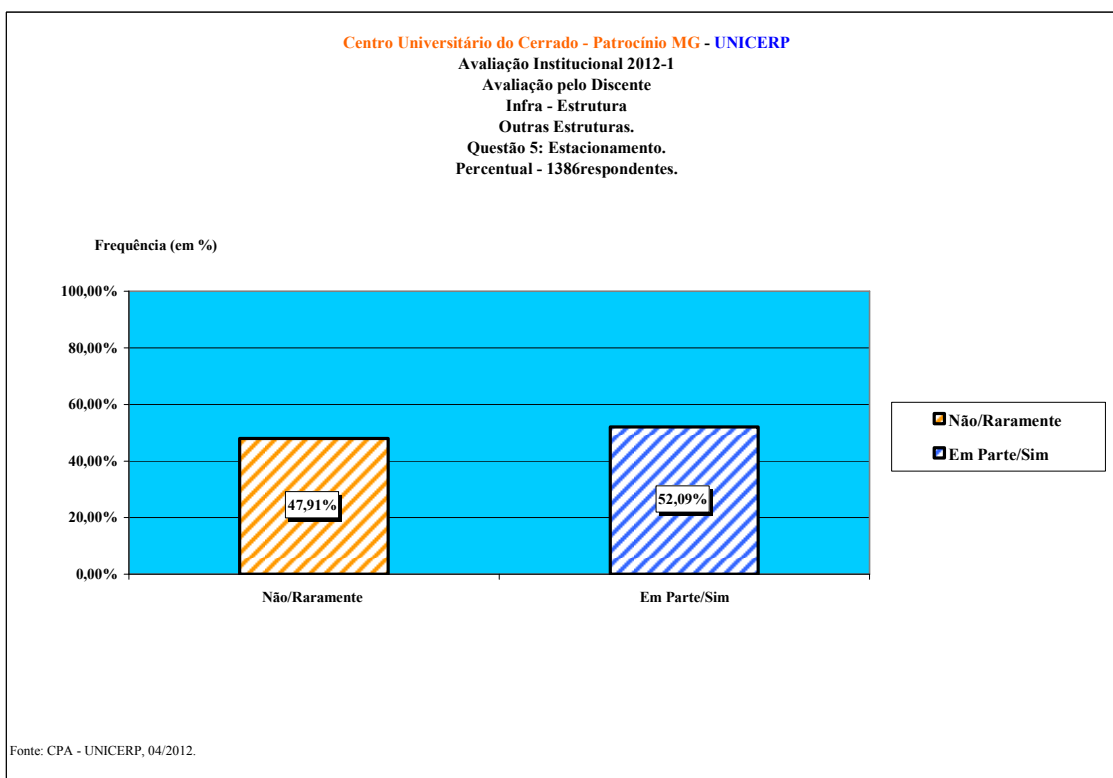 Centro Universitário do Cerrado - Patrocínio MG - UNICERP
Avaliação Institucional 2012-1
Avaliação pelo Discente
Infra - Estrutura
Outras Estruturas.
Questão 5: Estacionamento.
Percentual - 1386respondentes.
Frequência (em %)
100,00%
80,00%
60,00%
40,00%
20,00%
0,00%
47,91%
52,09%
Não/Raramente
Em Parte/Sim
Não/Raramente
Em Parte/Sim
Fonte: CPA - UNICERP, 04/2012.